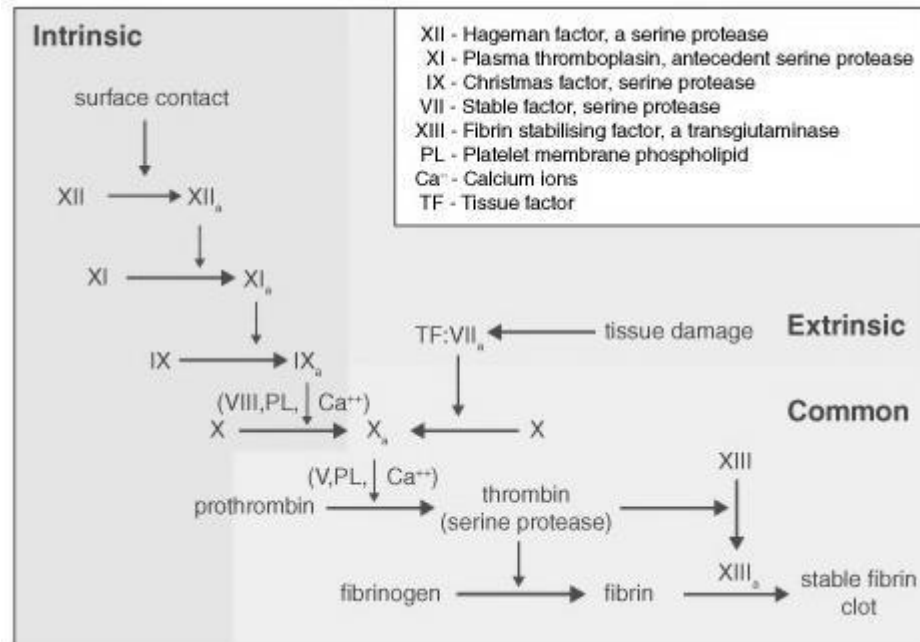 Intrinsic
XII - Hageman factor, a serine protease
XI - Plasma thromboplasin, antecedent serine protease
IX - Christmas factor, serine protease
VII - Stable factor, serine protease
XIII - Fibrin stabilising factor, a transgiutaminase
PL - Platelet membrane phospholipid
Ca⁺⁺ - Calcium ions
TF - Tissue factor
surface contact
XII XIIₐ
XI XIₐ
TF:VIIₐ tissue damage Extrinsic
IX IXₐ
(VIII,PL, Ca⁺⁺) Common
X Xₐ X
XIII
(V,PL, Ca⁺⁺)
prothrombin thrombin
(serine protease)
XIIIₐ
fibrinogen fibrin stable fibrin
clot